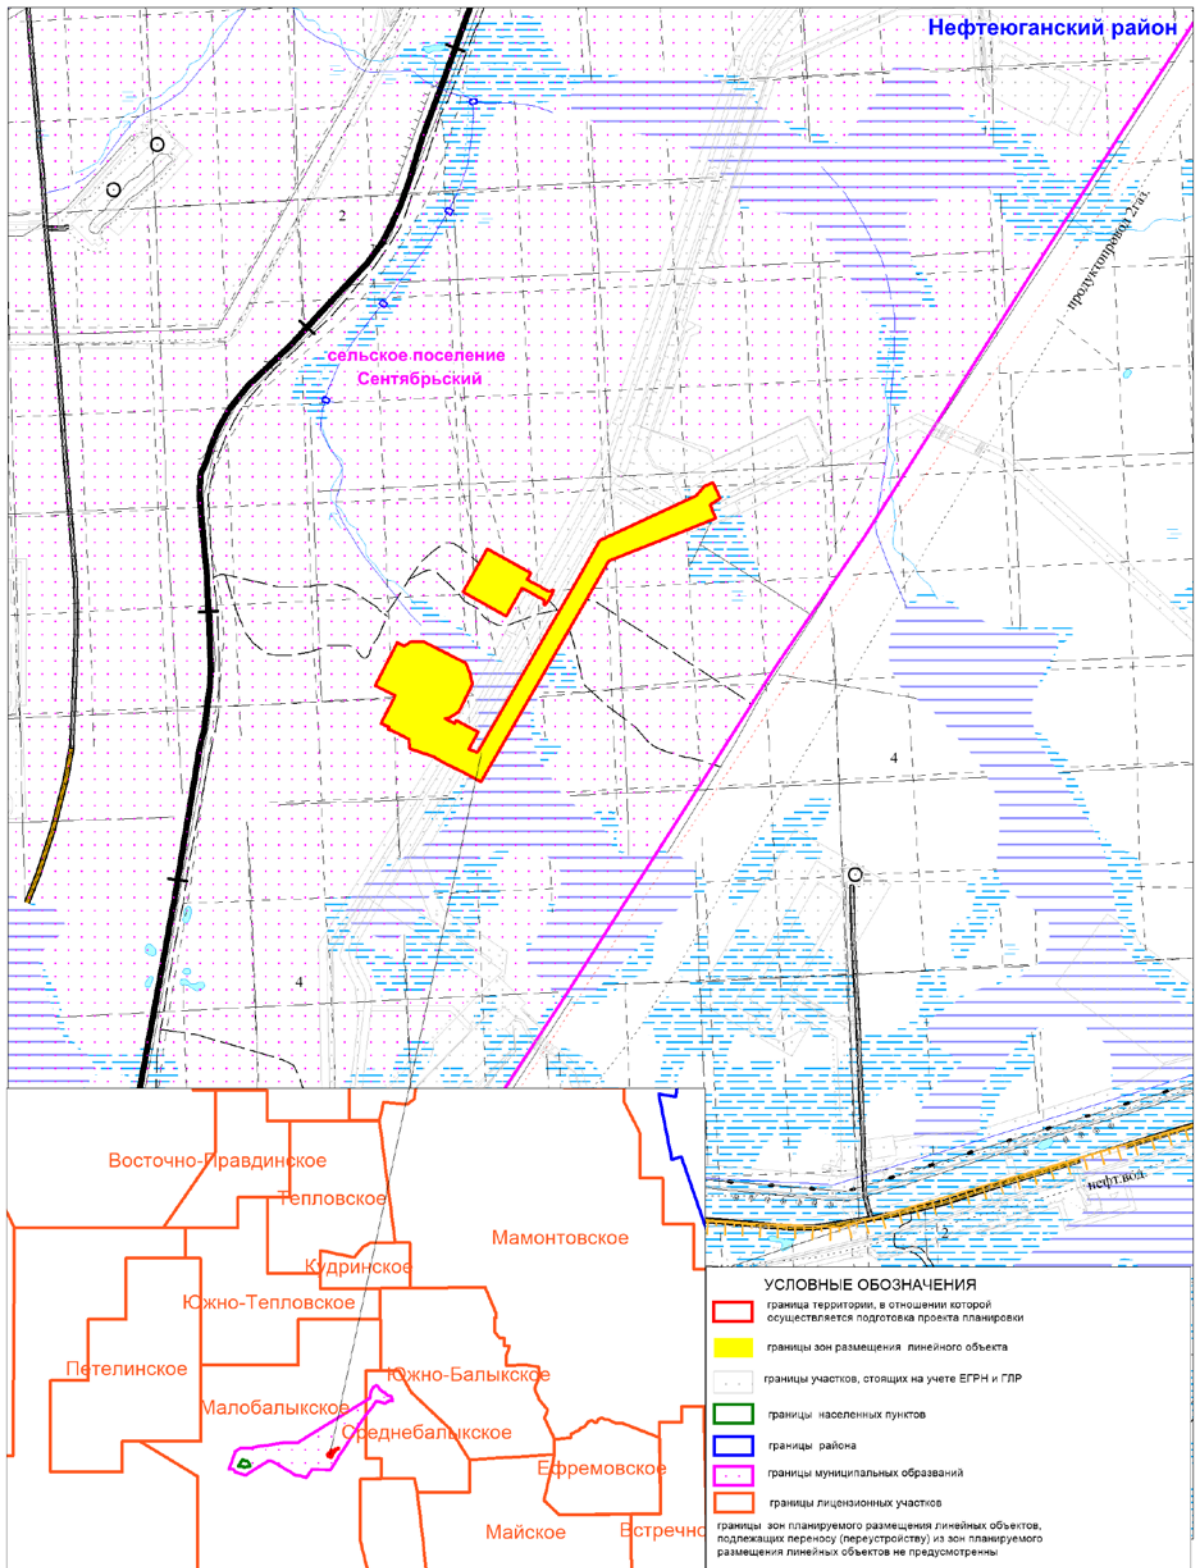 Нефтеюганский район
2
продуктопровод 2газ.
сельское поселение
Сентябрьский
4
4
нефт.вод.
2
Восточно-Правдинское
Тепловское
Мамонтовское
Кудринское
Южно-Тепловское
Петелинское
Южно-Балыкское
Малобалыкское
Среднебалыкское
Ефремовское
Майское
Встречно
УСЛОВНЫЕ ОБОЗНАЧЕНИЯ
граница территории, в отношении которой
осуществляется подготовка проекта планировки
границы зон размещения линейного объекта
границы участков, стоящих на учете ЕГРН и ГЛР
границы населенных пунктов
границы района
границы муниципальных образваний
границы лицензионных участков
границы зон планируемого размещения линейных объектов,
подлежащих переносу (переустройству) из зон планируемого
размещения линейных объектов не предусмотренны